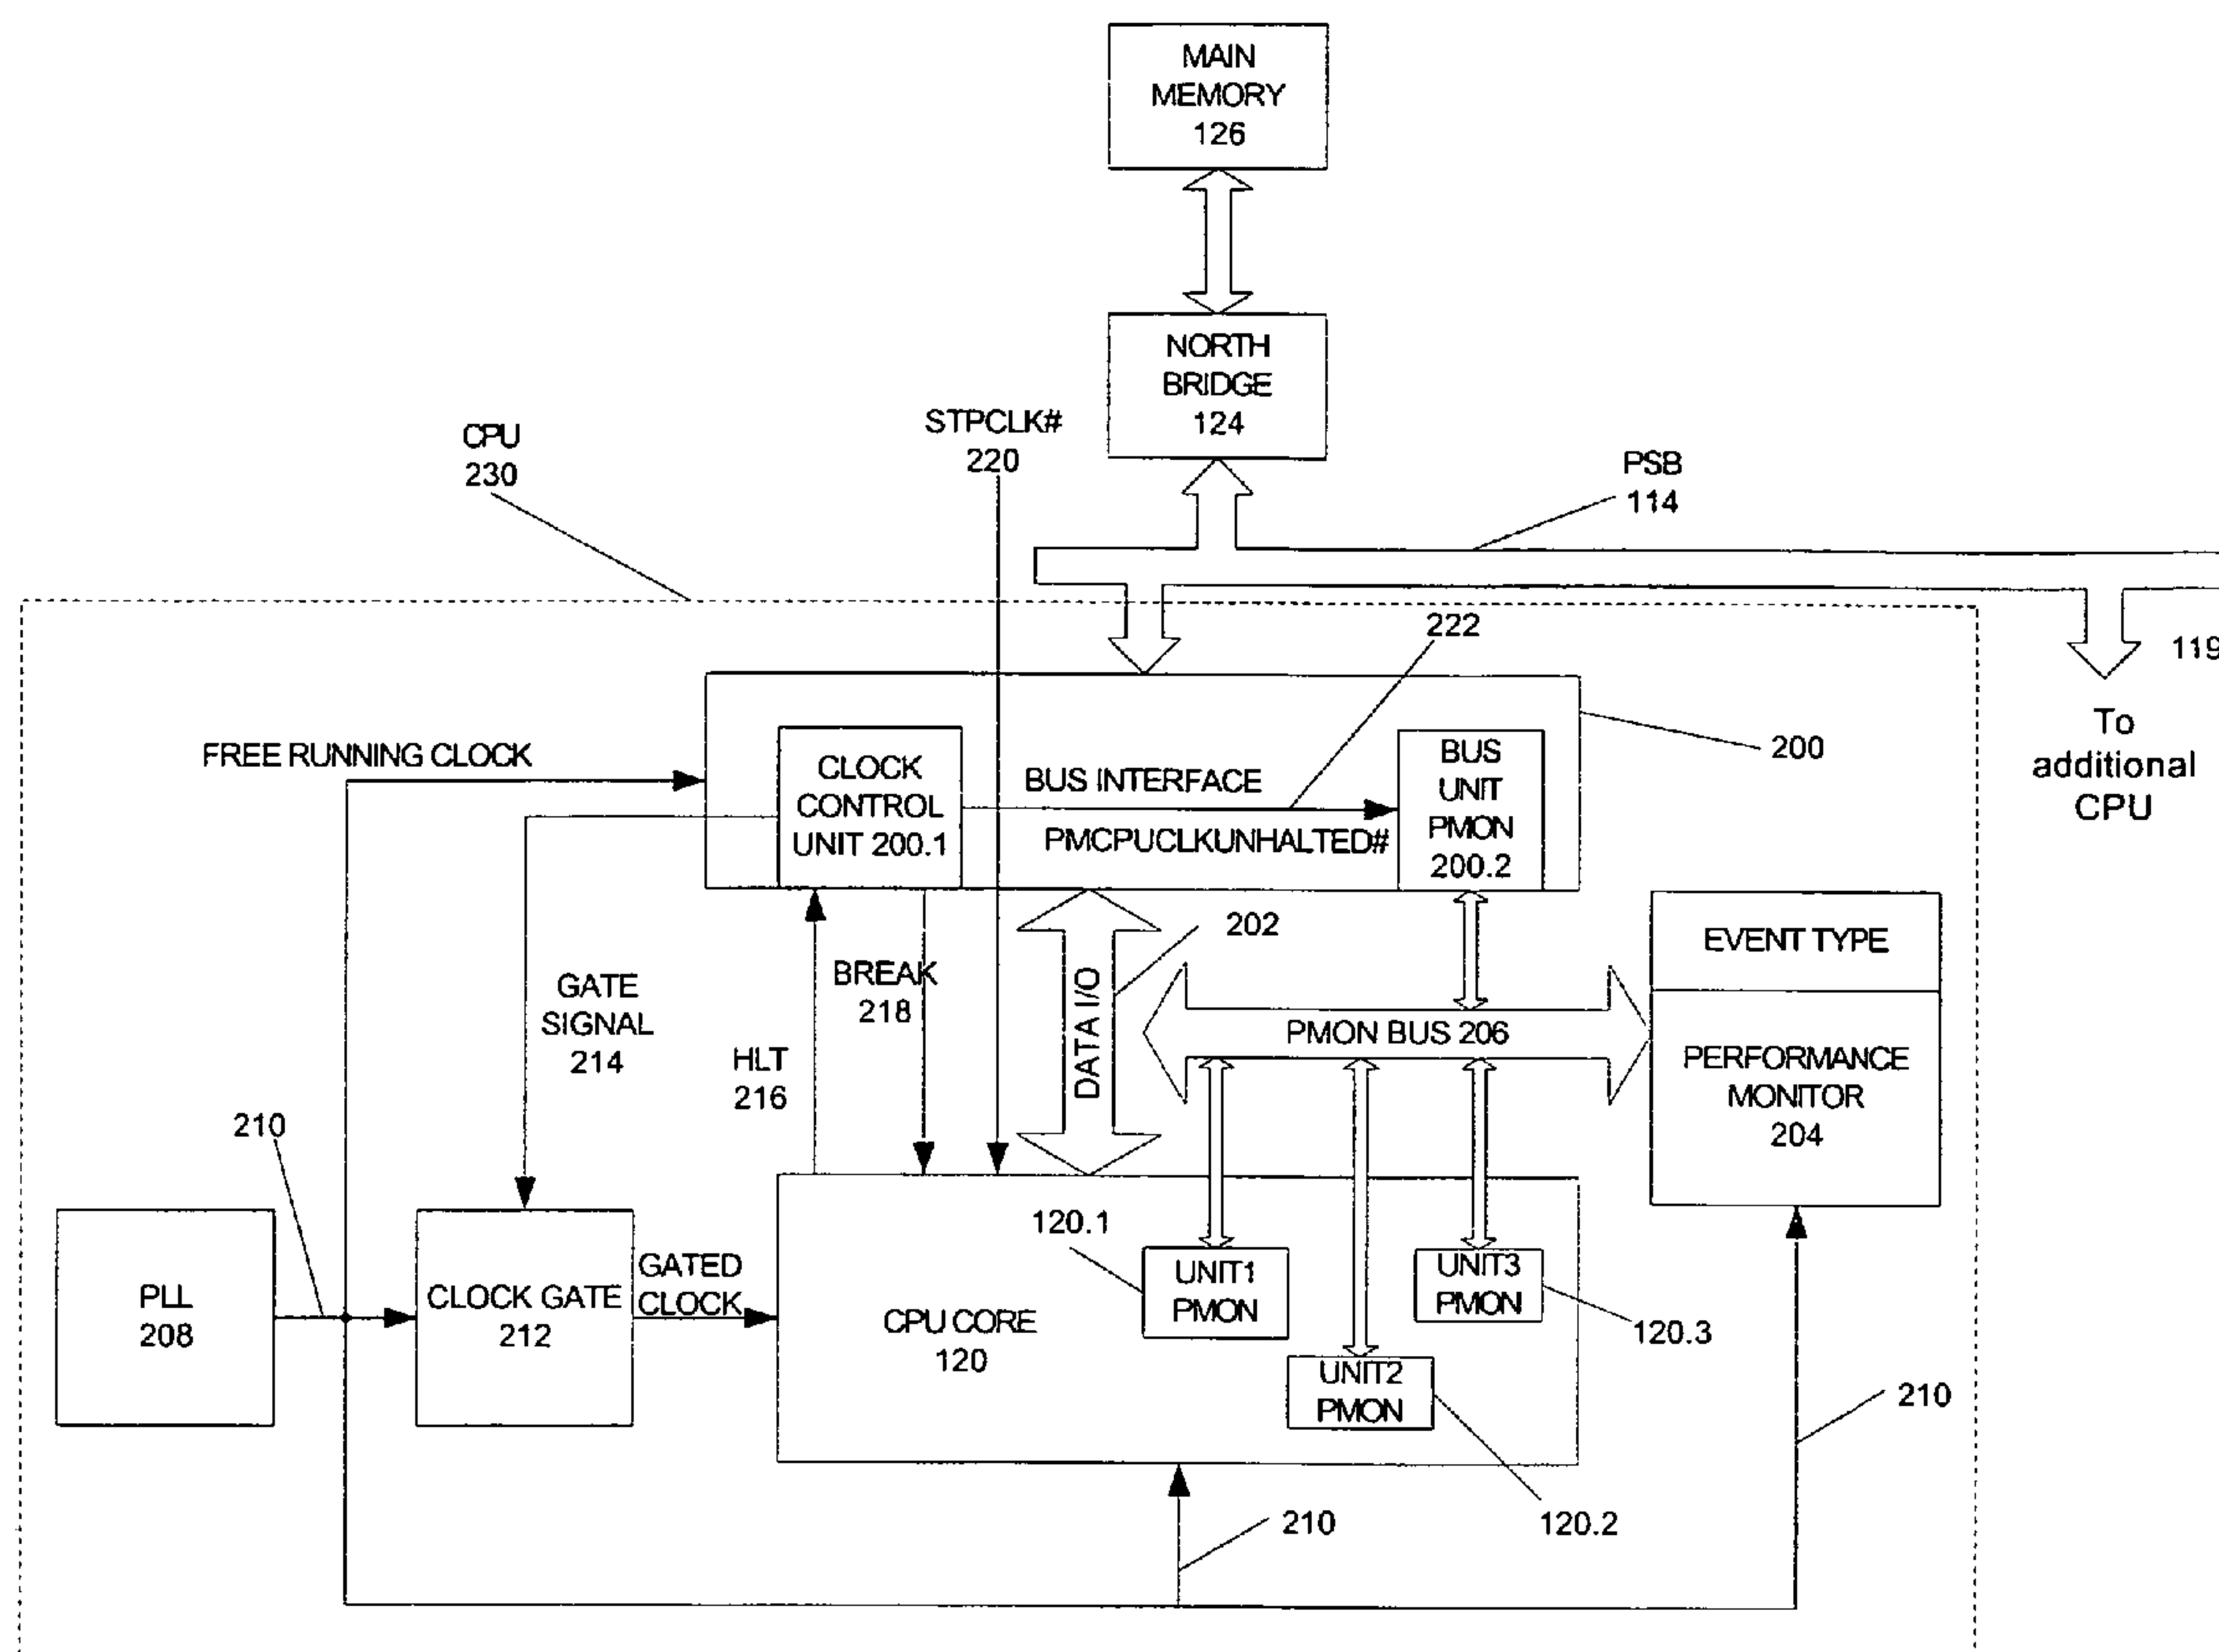 MAIN
MEMORY
126
NORTH
BRIDGE
124
STPCLK#
220
CPU
230
PSB
114
222
119
To
additional
CPU
200
FREE RUNNING CLOCK
CLOCK
CONTROL
UNIT 200.1
BUS INTERFACE
PMCPUCLKUNHALTED#
BUS
UNIT
PMON
200.2
202
EVENT TYPE
PERFORMANCE
MONITOR
204
GATE
SIGNAL
214
BREAK
218
HLT
216
DATA I/O
PMON BUS 206
210
PLL
208
CLOCK GATE
212
GATED
CLOCK
CPU CORE
120
120.1
UNIT1
PMON
UNIT2
PMON
UNIT3
PMON
120.3
120.2
210
210